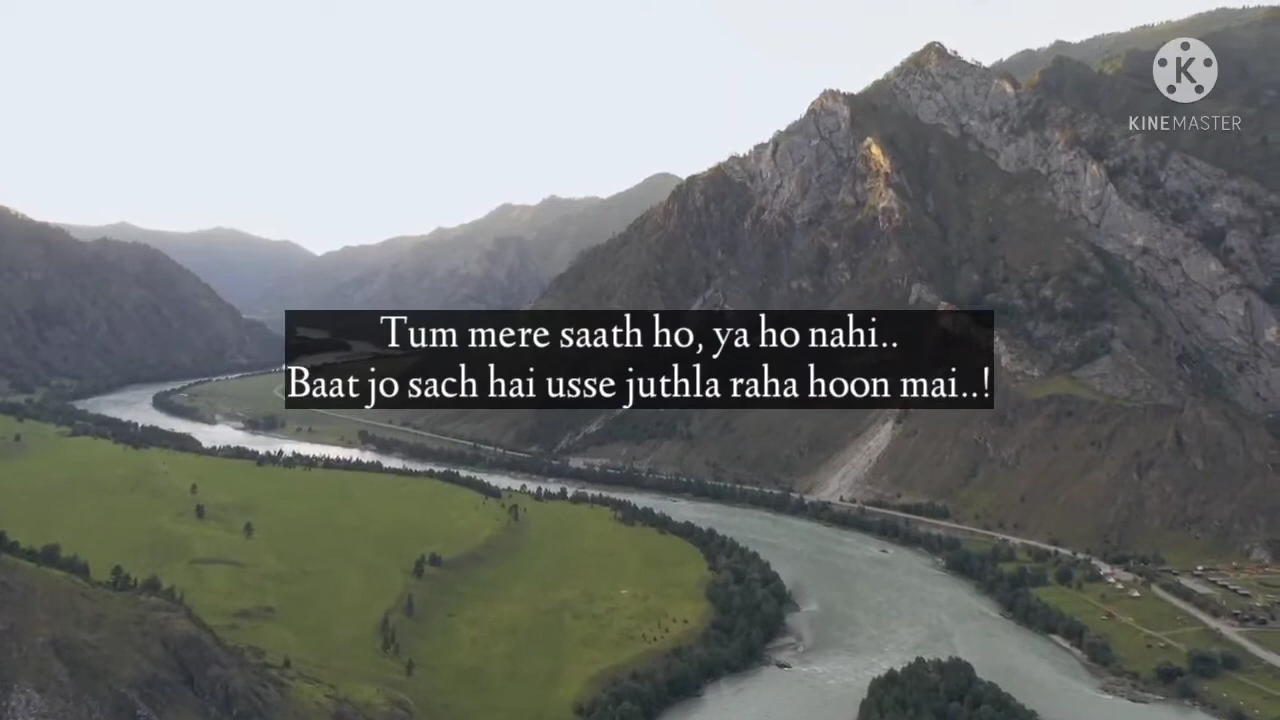 K
KINEMASTER
Tum mere saath ho, ya ho nahi..
Baat jo sach hai usse juthla raha hoon mai..!